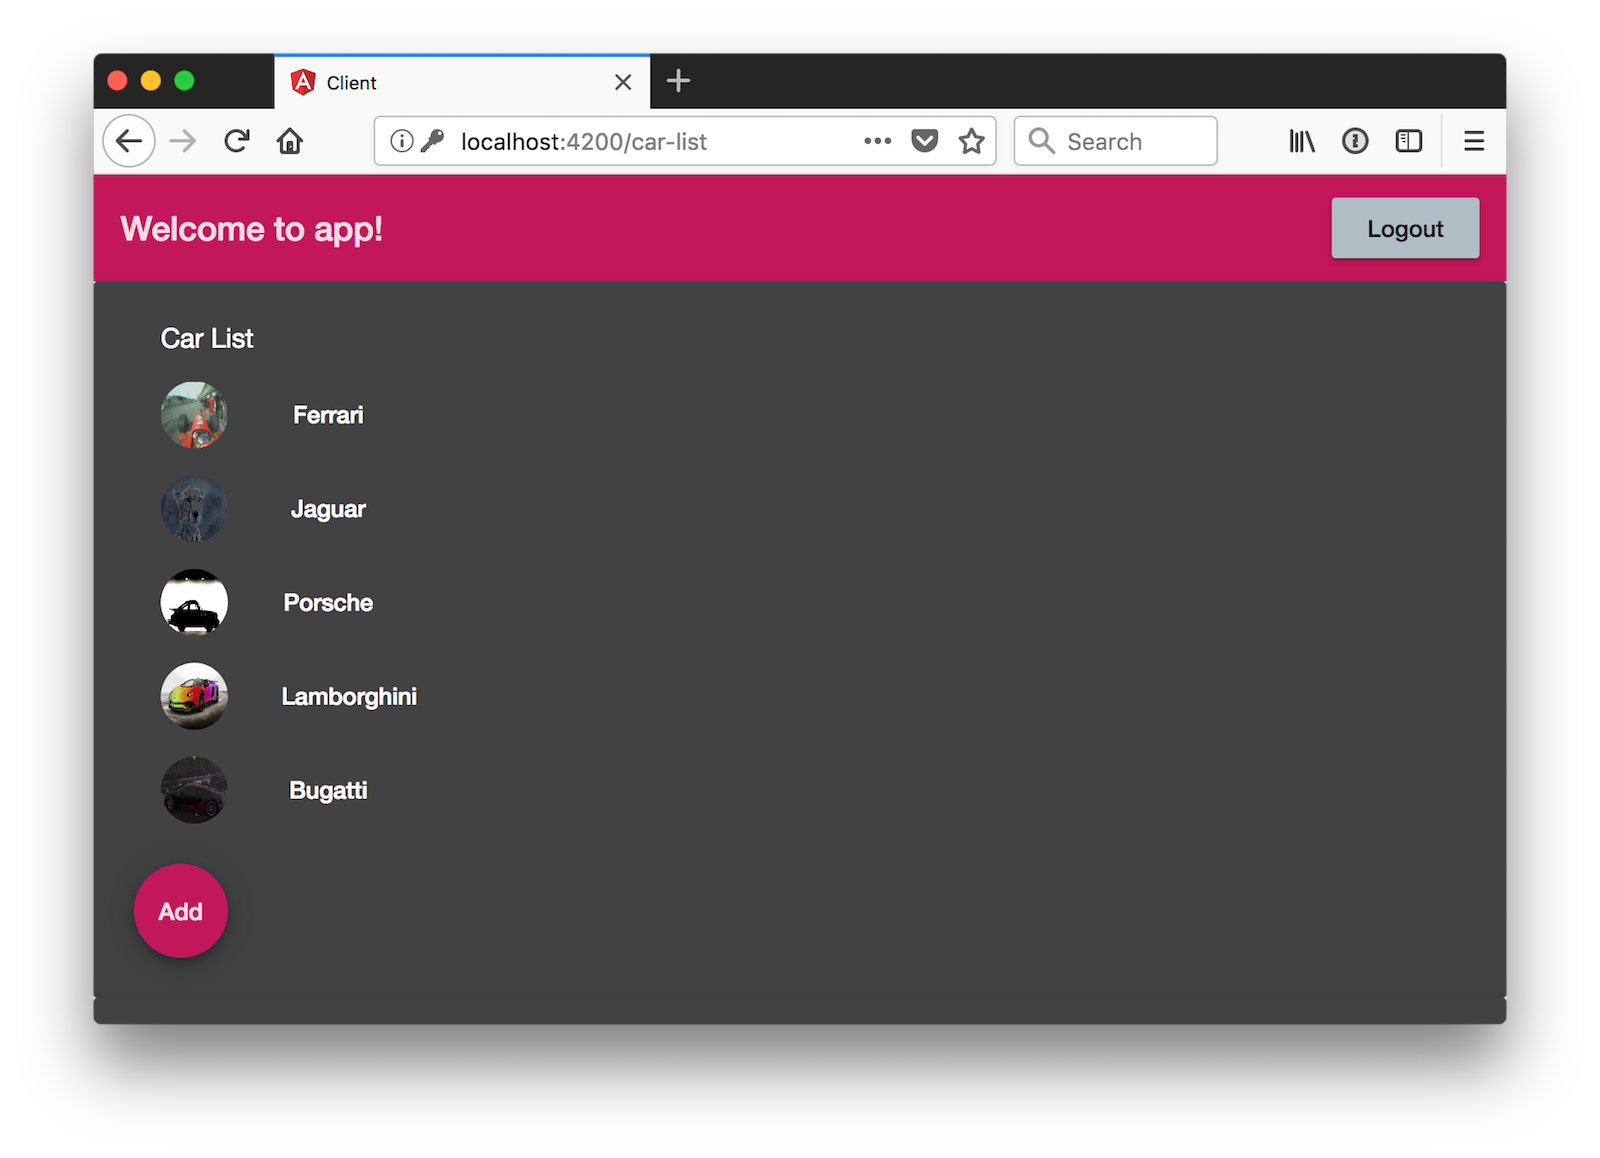 Client
localhost:4200/car-list
Search
Welcome to app!
Logout
Car List
Ferrari
Jaguar
Porsche
Lamborghini
Bugatti
Add